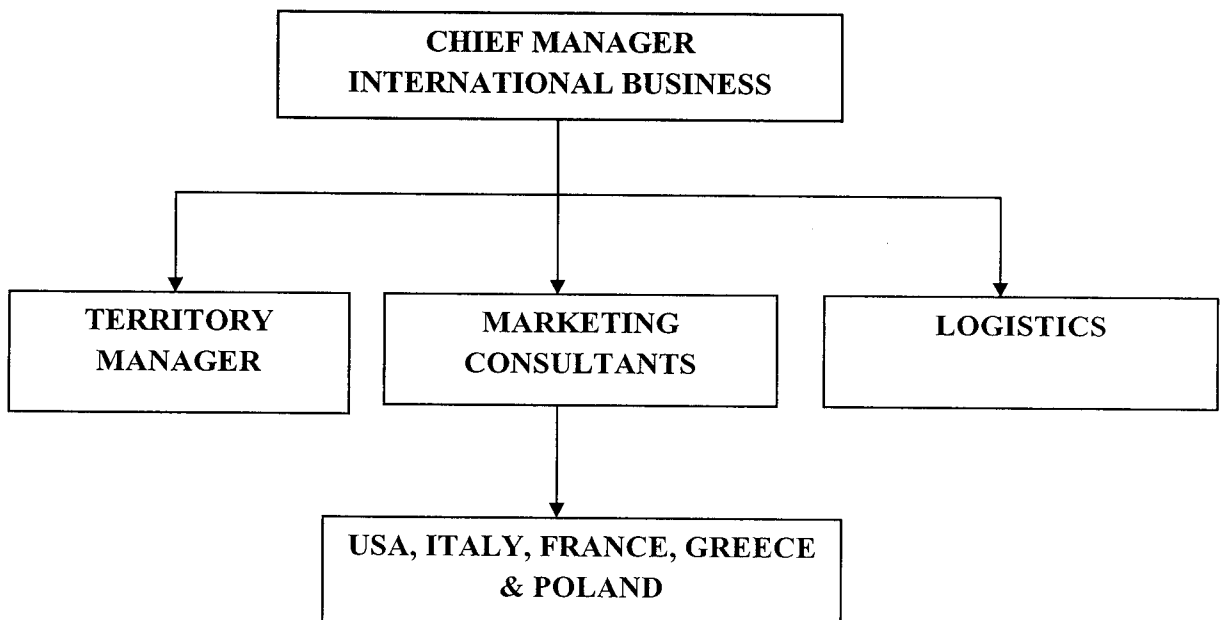 CHIEF MANAGER
INTERNATIONAL BUSINESS
TERRITORY
MANAGER
MARKETING
CONSULTANTS
LOGISTICS
USA, ITALY, FRANCE, GREECE
& POLAND